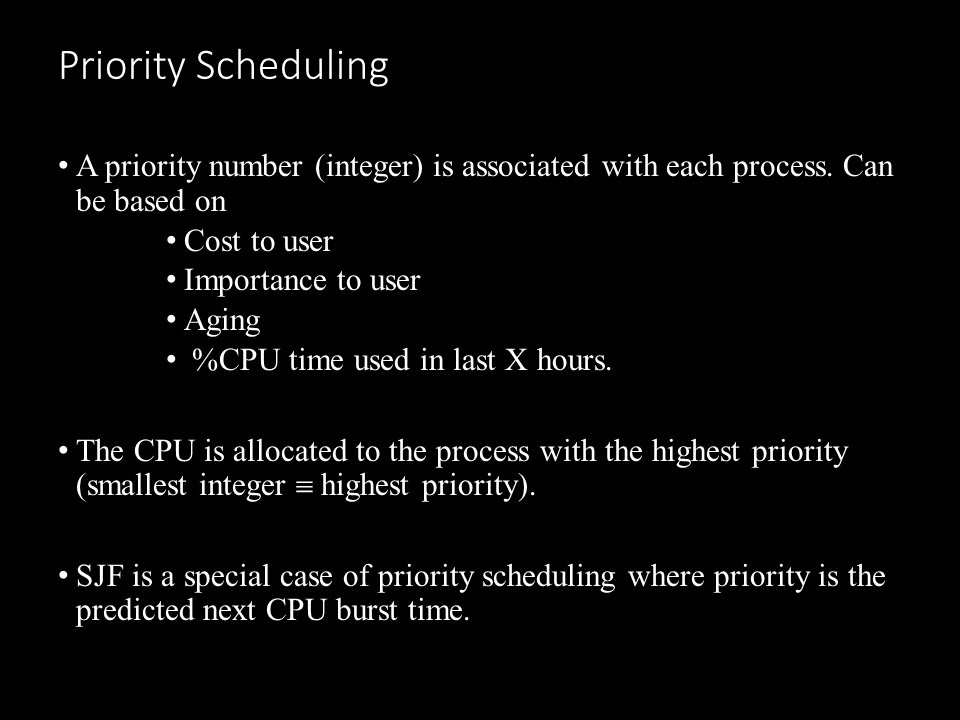 Priority Scheduling
• A priority number (integer) is associated with each process. Can
be based on
• Cost to user
• Importance to user
• Aging
• %CPU time used in last X hours.
• The CPU is allocated to the process with the highest priority
(smallest integer ≡ highest priority).
• SJF is a special case of priority scheduling where priority is the
predicted next CPU burst time.